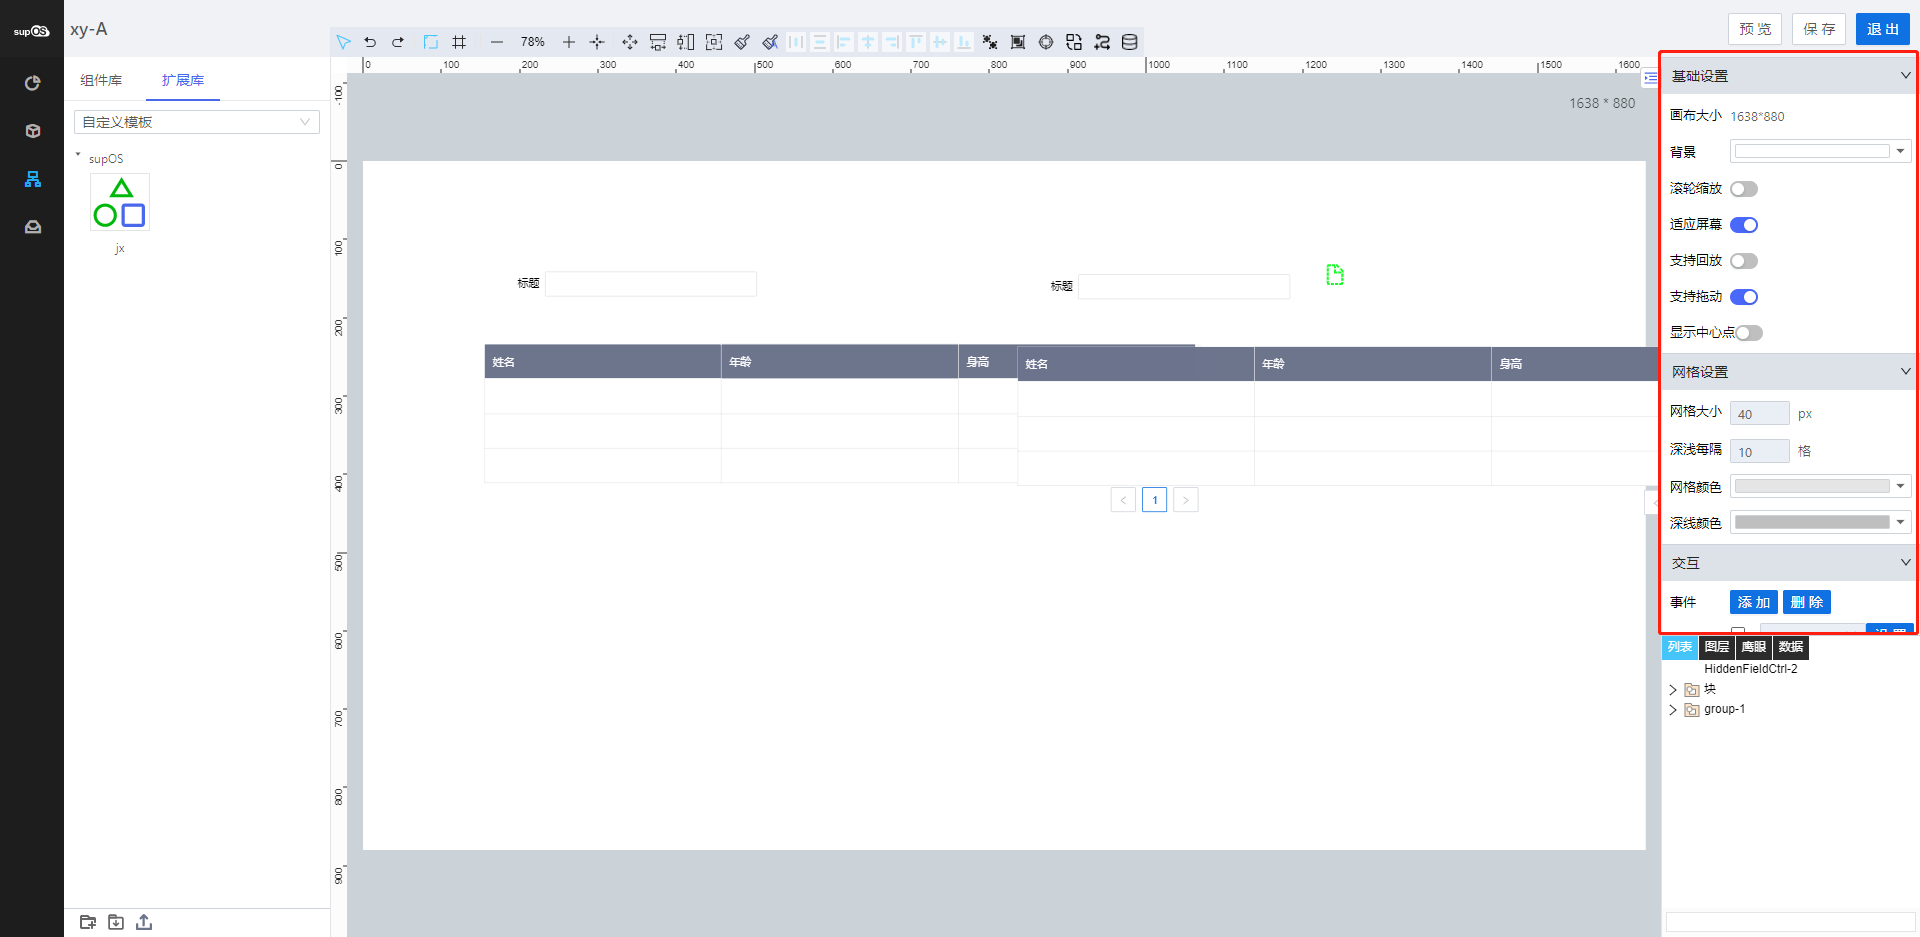 supOS
xy-A
78%
预 览
保 存
退 出
组件库
扩展库
自定义模板
supOS
jx
0
100
200
300
400
500
600
700
800
900
1000
1100
1200
1300
1400
1500
1600
-100
0
100
200
300
400
500
600
700
800
900
1638 * 880
标题
标题
姓名
年龄
身高
姓名
年龄
身高
<
1
>
基础设置
画布大小 1638*880
背景
滚轮缩放
适应屏幕
支持回放
支持拖动
显示中心点
网格设置
网格大小 40 px
深浅每隔 10 格
网格颜色
深线颜色
交互
事件 添 加 删 除
列表 图层 鹰眼 数据
HiddenFieldCtrl-2
块
group-1